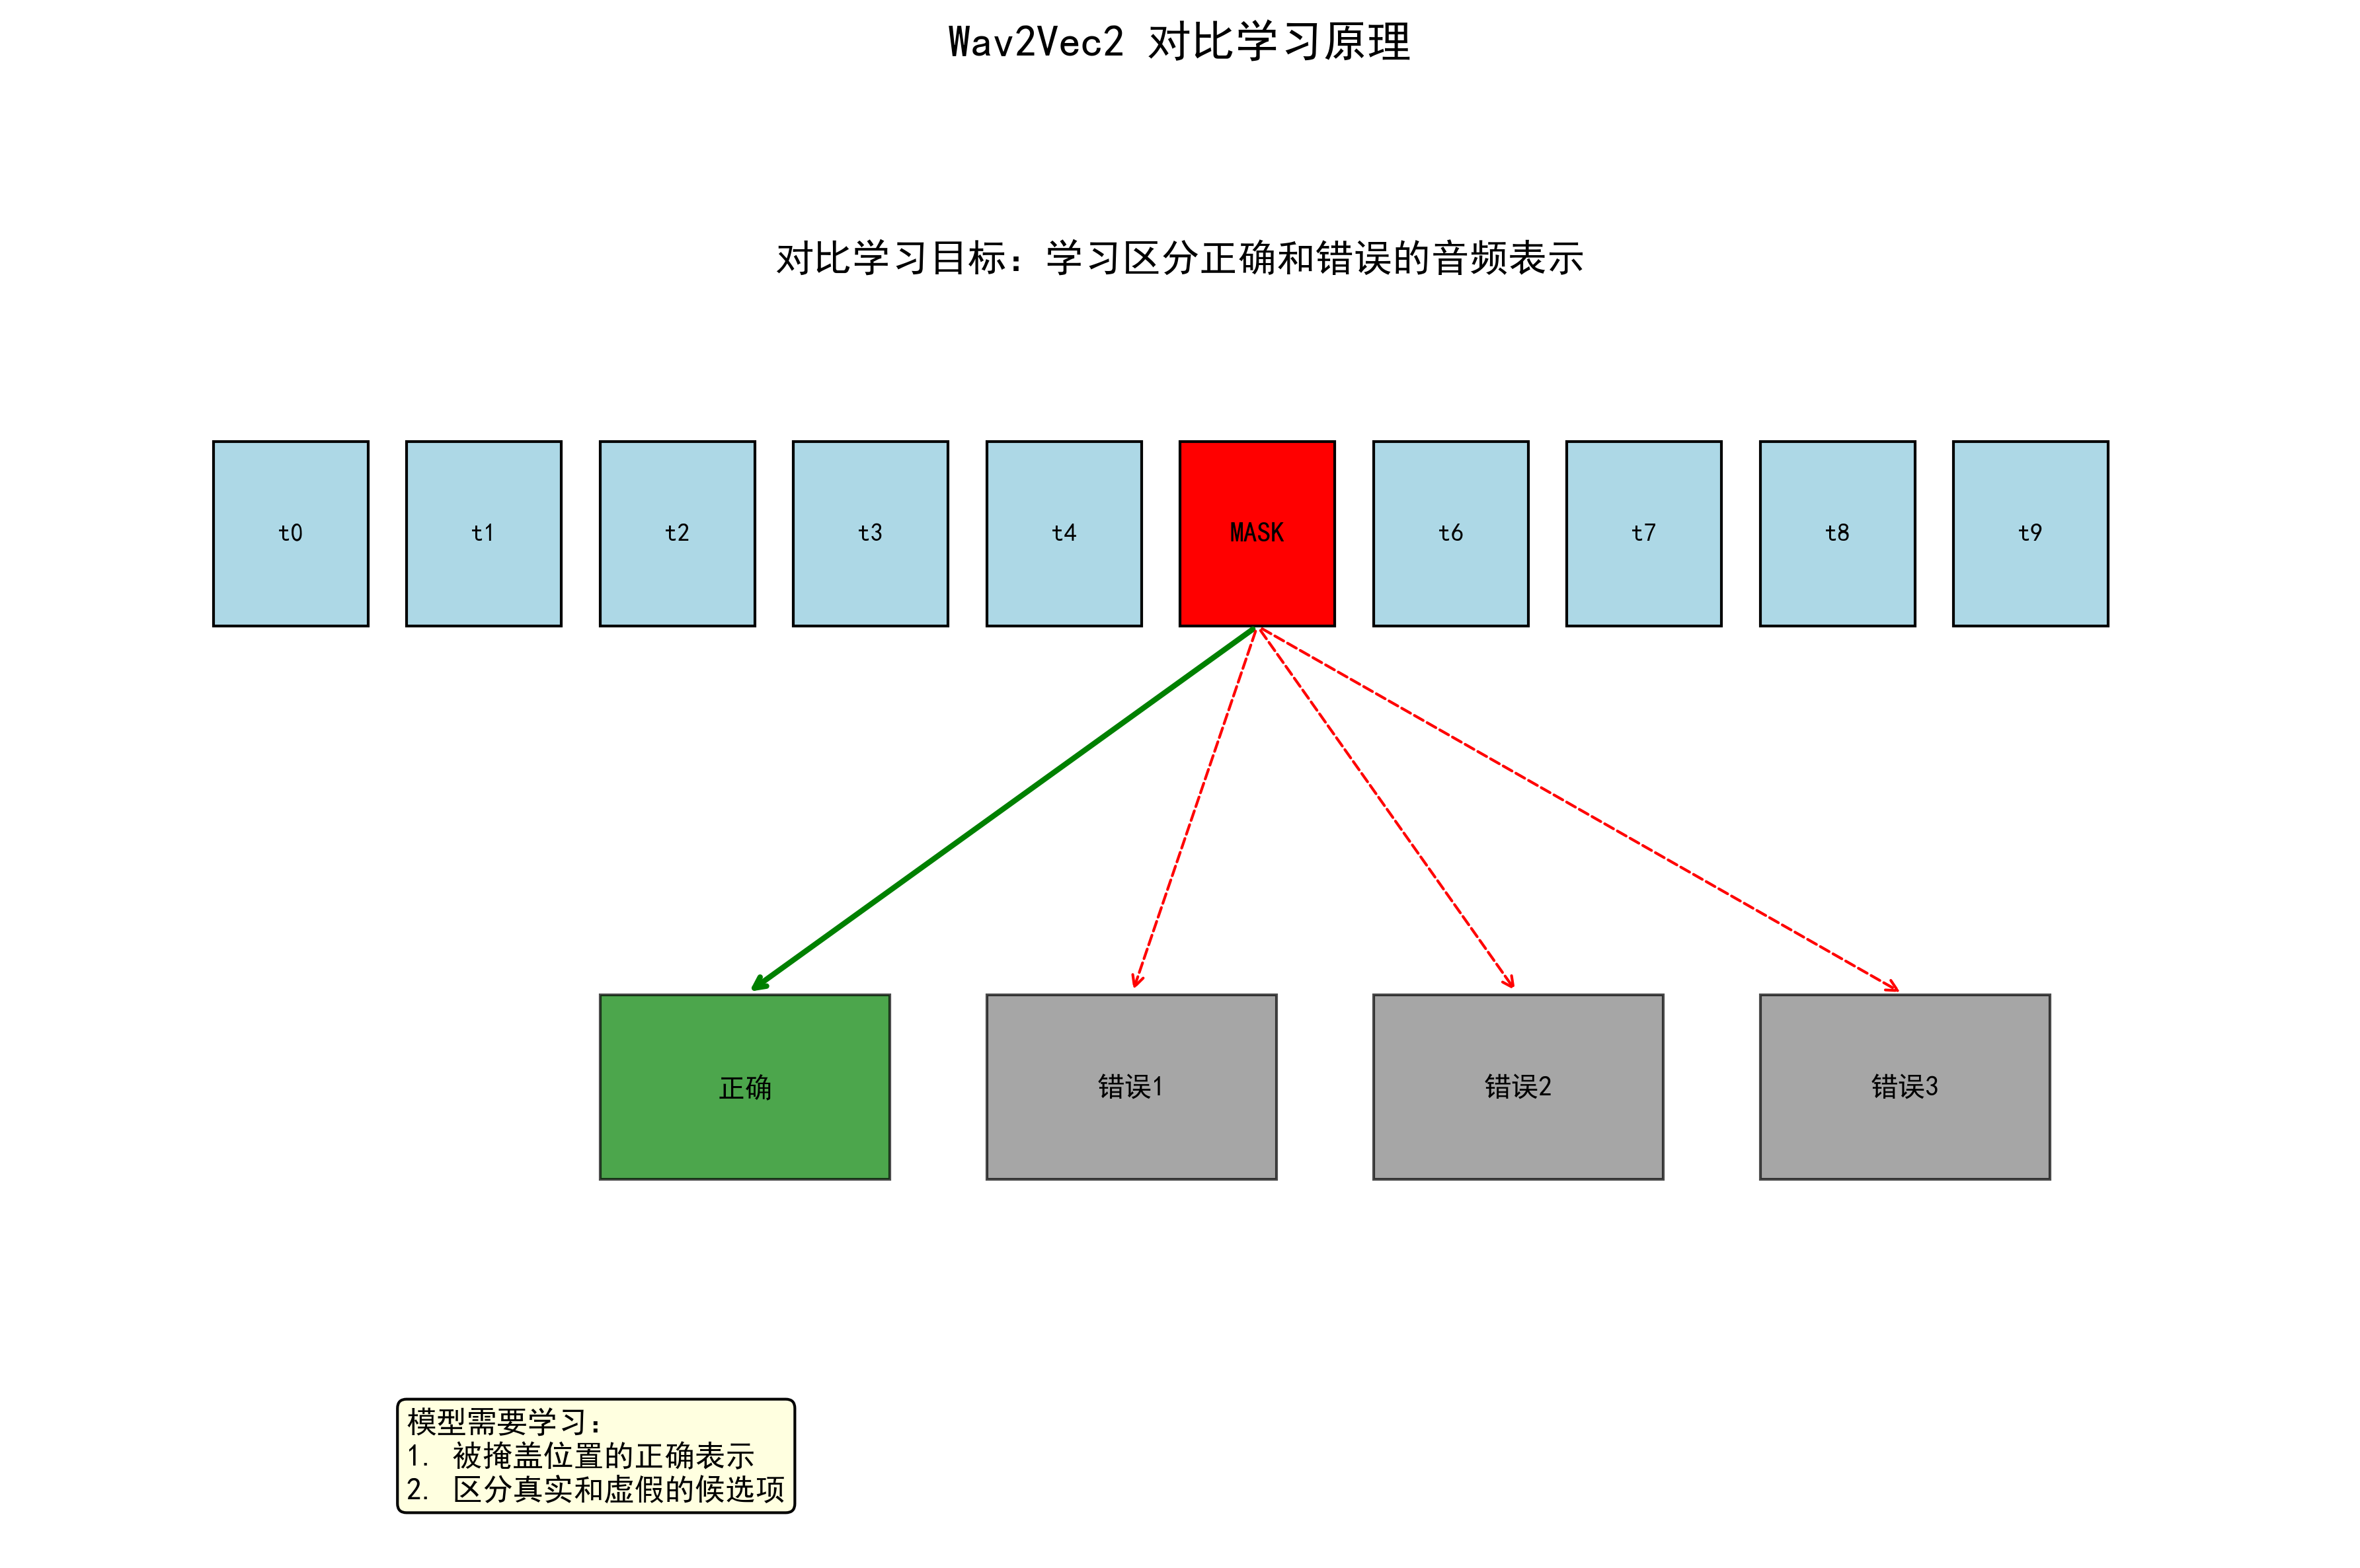 Wav2Vec2 对比学习原理
对比学习目标：学习区分正确和错误的音频表示
t0
t1
t2
t3
t4
MASK
t6
t7
t8
t9
正确
错误1
错误2
错误3
模型需要学习：
1. 被掩盖位置的正确表示
2. 区分真实和虚假的候选项